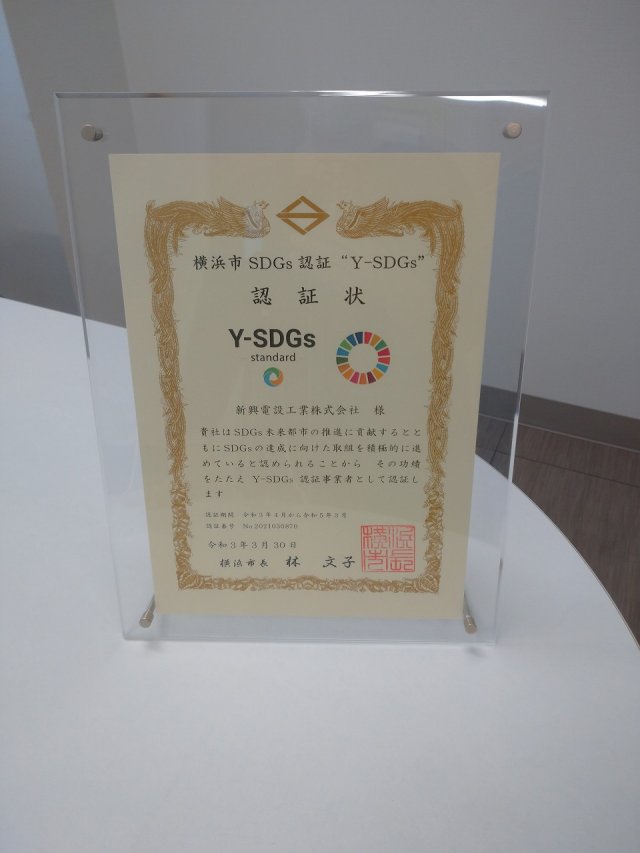 横浜市 SDGs 認証 “Y-SDGs”
認証状
Y-SDGs
standard
新興電設工業株式会社 様
貴社はSDGs未来都市の推進に貢献するとと
もにSDGsの達成に向けた取組を積極的に進
めていると認められることから その功績
をたたえ Y-SDGs 認証事業者として認証し
ます
認証期間 令和3年4月から令和5年3月
認証番号 No2021030870
令和3年3月30日
横浜市長 林 文子